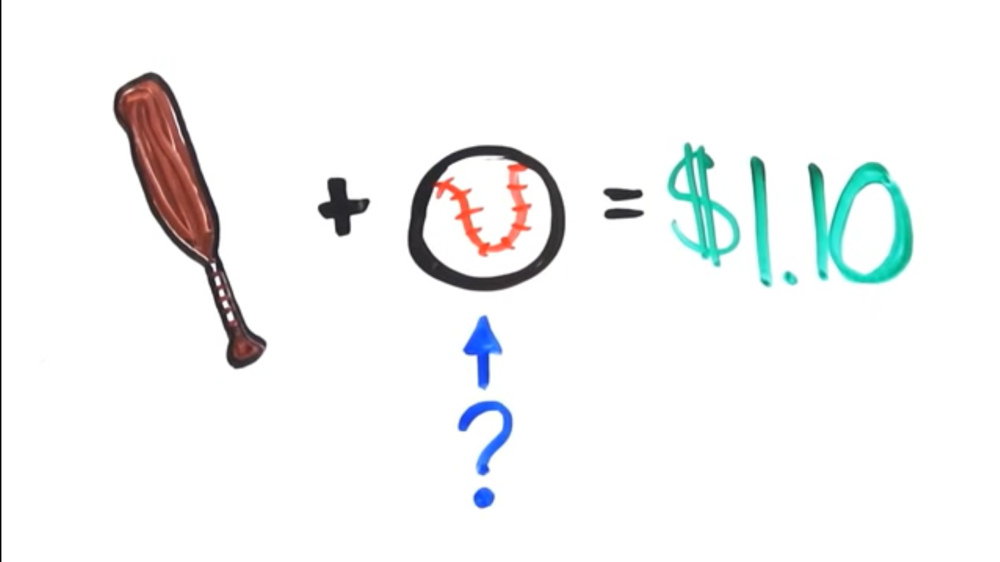 + = $1.10
?